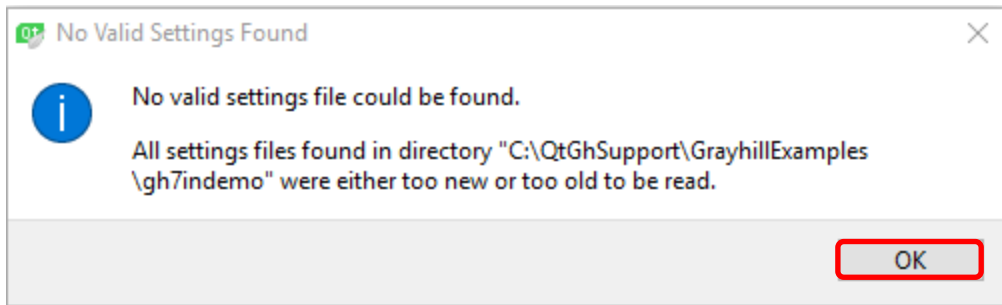 Qt No Valid Settings Found
No valid settings file could be found.
All settings files found in directory "C:\QtGhSupport\GrayhillExamples
\gh7indemo" were either too new or too old to be read.
OK